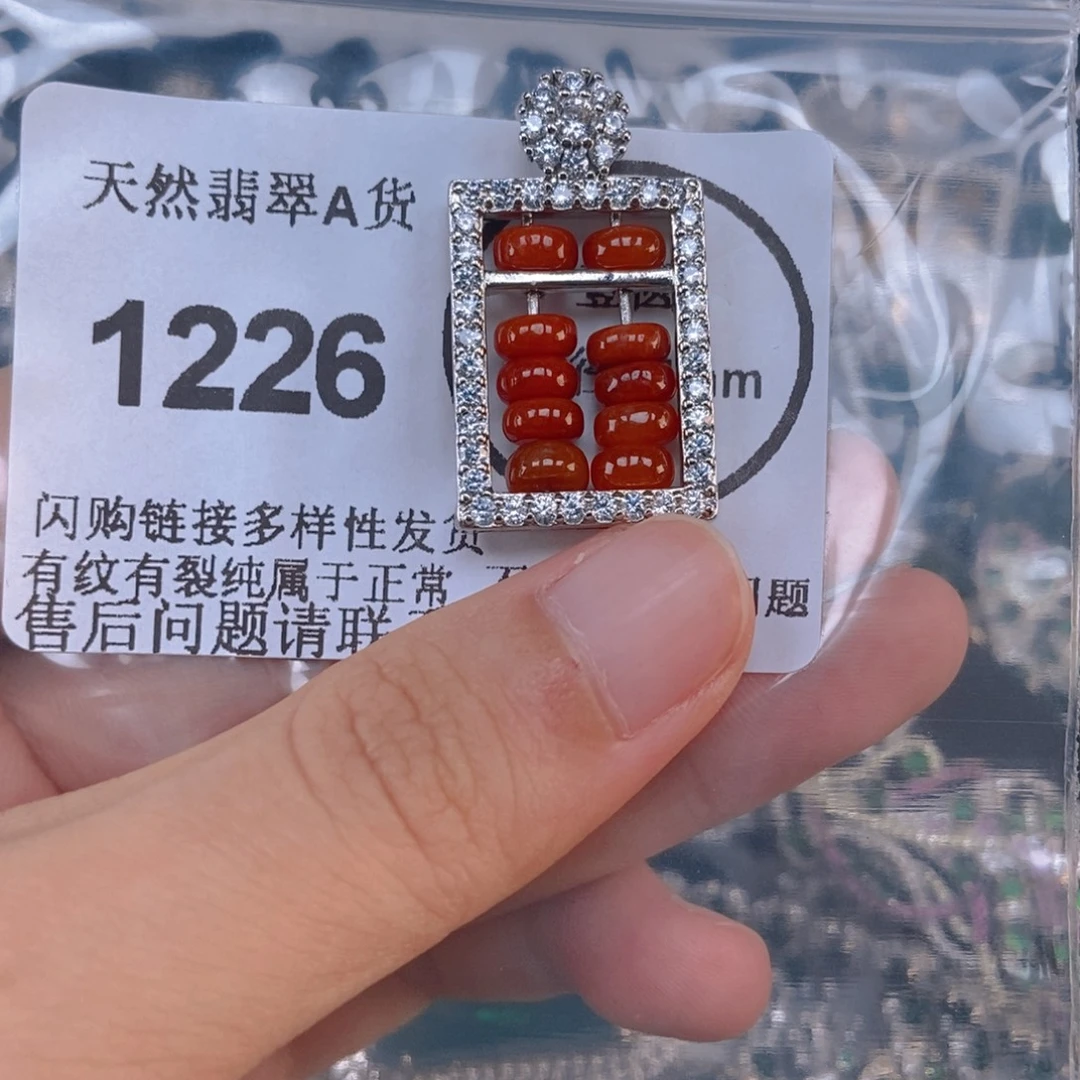 天然翡翠A货
1226
mm
闪购链接多样性发货
有纹有裂纯属于正常
问题
售后问题请联